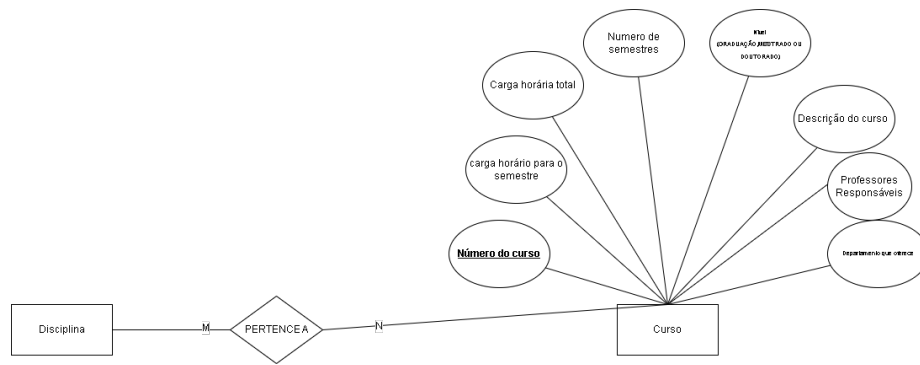 Numero de
semestres
Nivel
(GRADUAÇÃO,MESTRADO OU
DOUTORADO)
Carga horária total
Descrição do curso
carga horário para o
semestre
Professores
Responsáveis
Número do curso
Departamento que oferece
Disciplina
M
PERTENCE A
N
Curso